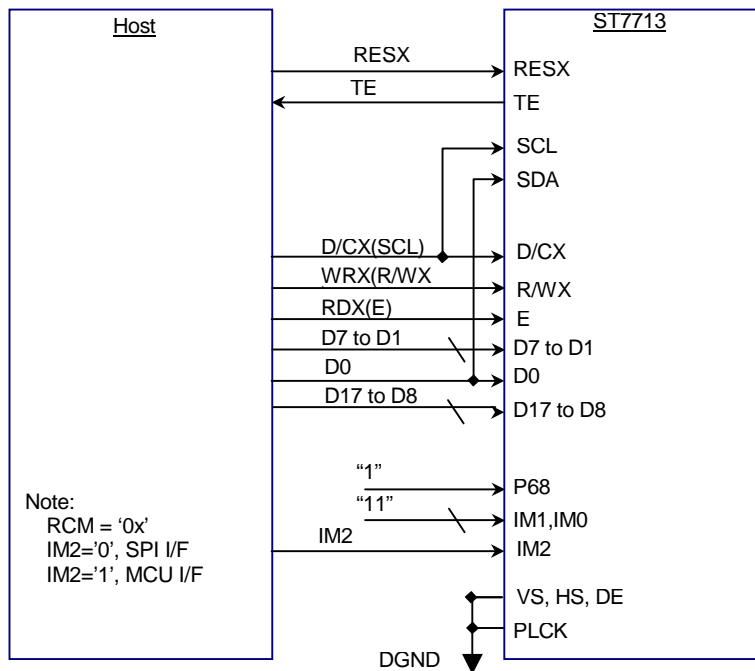 Host
ST7713
RESX
RESX
TE
TE
SCL
SDA
D/CX(SCL)
D/CX
WRX(R/WX
R/WX
RDX(E)
E
D7 to D1
D7 to D1
D0
D0
D17 to D8
D17 to D8
“1”
P68
“11”
IM1,IM0
IM2
IM2
Note:
RCM = ‘0x’
IM2=’0’, SPI I/F
IM2=’1’, MCU I/F
VS, HS, DE
PLCK
DGND